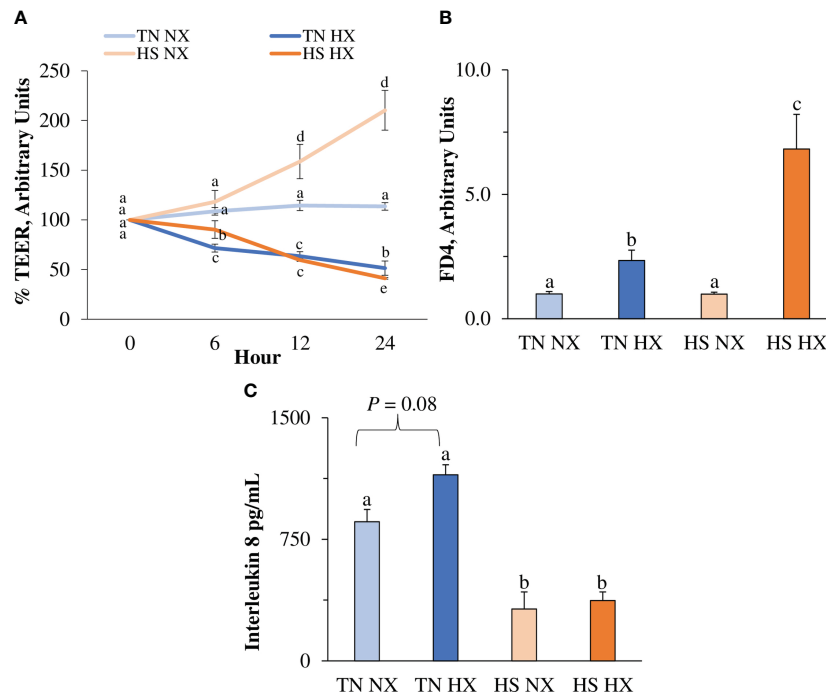 A
TN NX
TN HX
HS NX
HS HX
% TEER, Arbitrary Units
250
200
150
100
50
0
a
a
a
a
a
a
b
c
d
a
c
c
d
a
b
e
0
6
12
24
Hour
B
FD4, Arbitrary Units
10.0
5.0
0.0
a
b
a
c
TN NX
TN HX
HS NX
HS HX
C
P = 0.08
Interleukin 8 pg/mL
1500
750
0
a
a
b
b
TN NX
TN HX
HS NX
HS HX